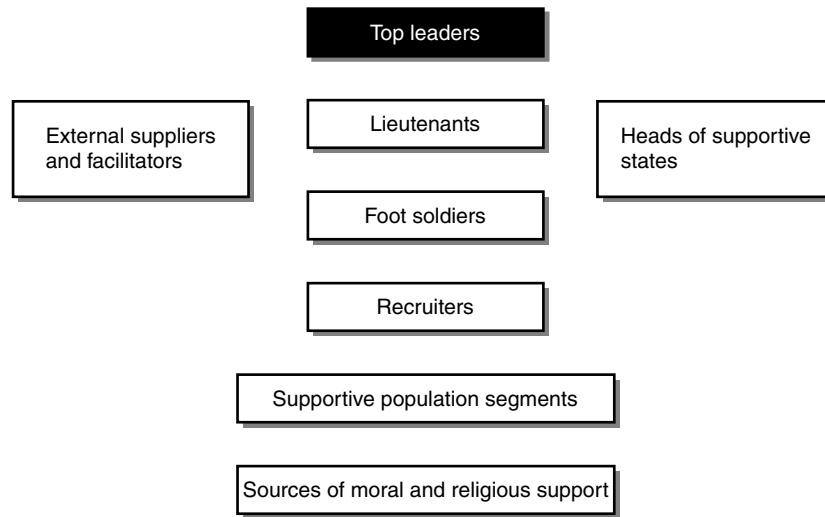 Top leaders
External suppliers
and facilitators
Lieutenants
Heads of supportive
states
Foot soldiers
Recruiters
Supportive population segments
Sources of moral and religious support